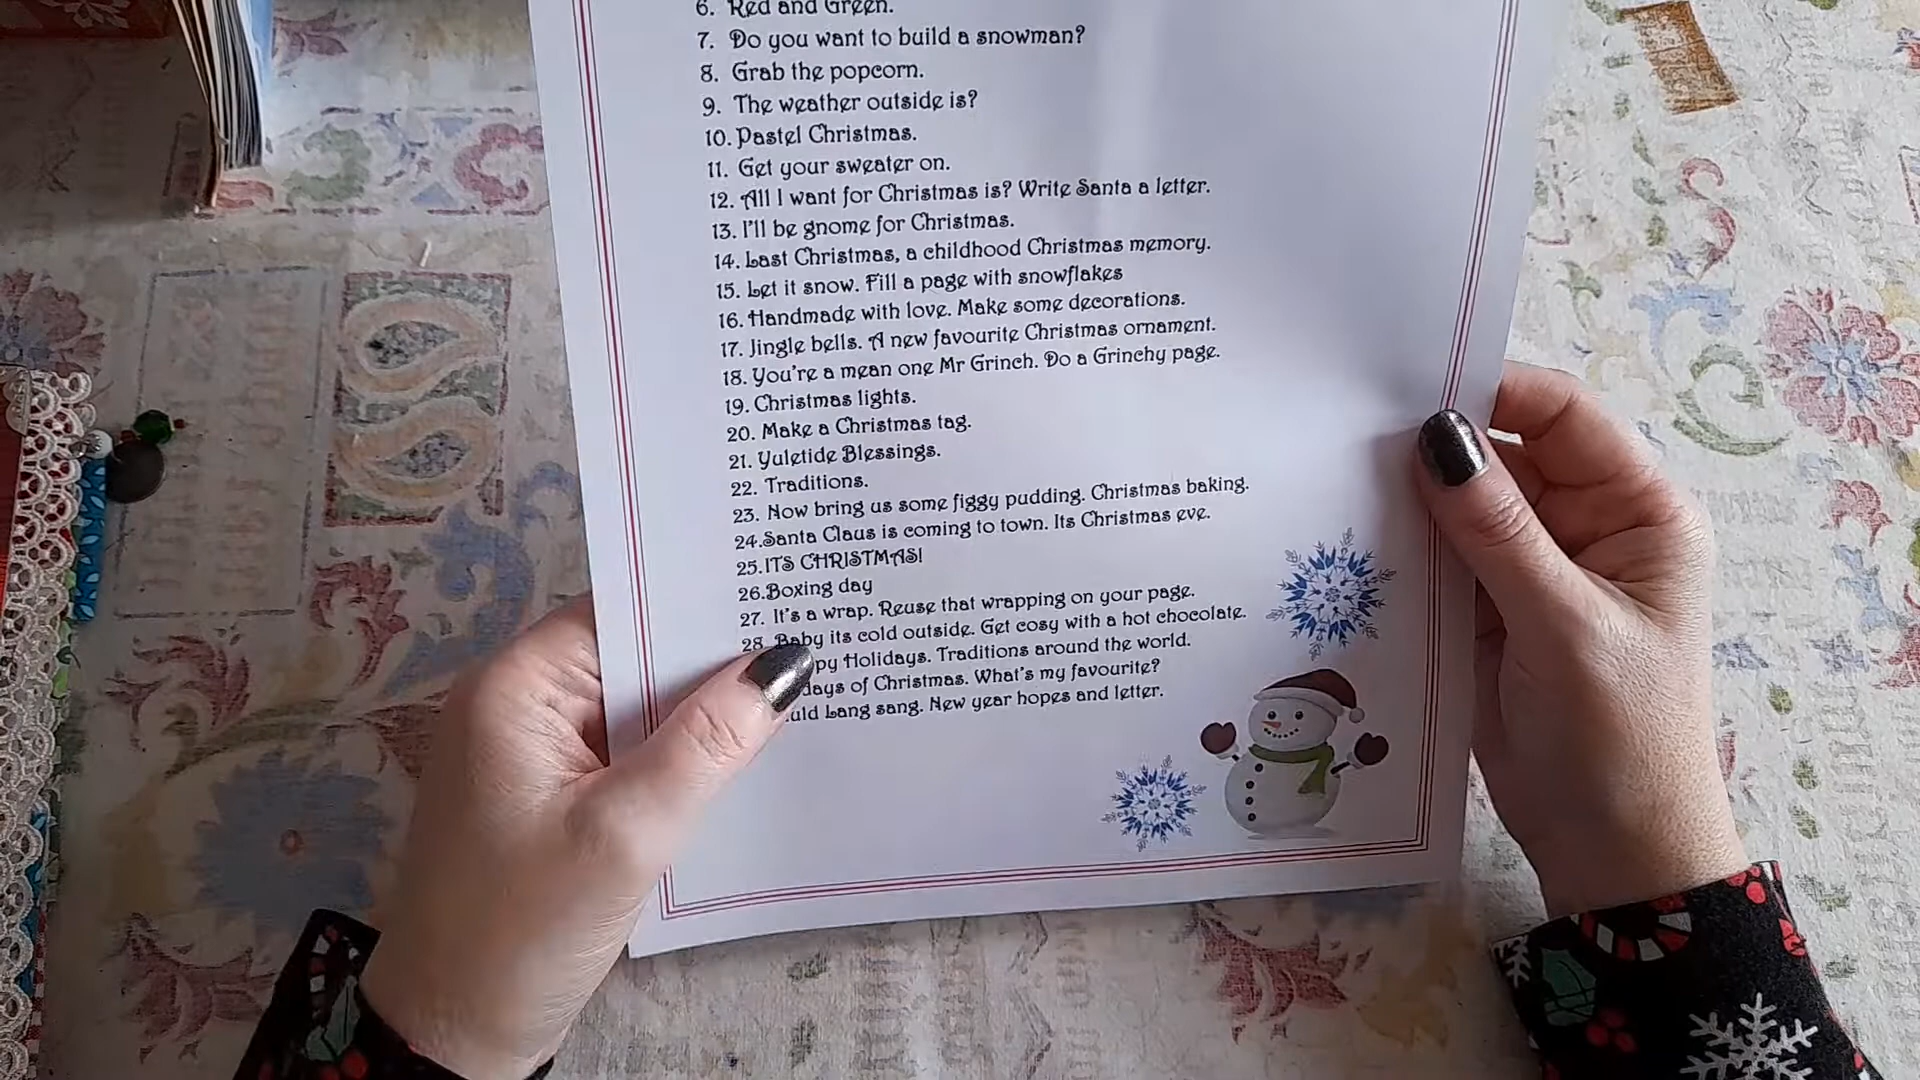 6. Red and Green.
7. Do you want to build a snowman?
8. Grab the popcorn.
9. The weather outside is?
10. Pastel Christmas.
11. Get your sweater on.
12. All I want for Christmas is? Write Santa a letter.
13. I'll be gnome for Christmas.
14. Last Christmas, a childhood Christmas memory.
15. Let it snow. Fill a page with snowflakes
16. Handmade with love. Make some decorations.
17. Jingle bells. A new favourite Christmas ornament.
18. You're a mean one Mr Grinch. Do a Grinchy page.
19. Christmas lights.
20. Make a Christmas tag.
21. Yuletide Blessings.
22. Traditions.
23. Now bring us some figgy pudding. Christmas baking.
24.Santa Claus is coming to town. Its Christmas eve.
25.ITS CHRISTMAS!
26.Boxing day
27. It's a wrap. Reuse that wrapping on your page.
28. Baby its cold outside. Get cosy with a hot chocolate.
Holidays. Traditions around the world.
days of Christmas. What's my favourite?
Lang sang. New year hopes and letter.